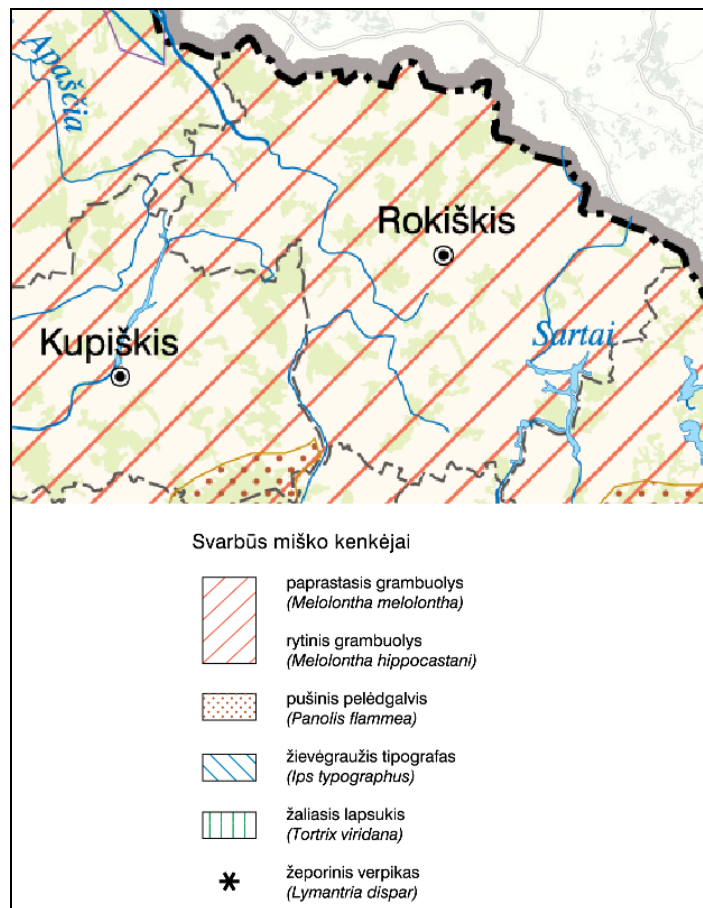 Apaščia
Rokiškis
Sartai
Kupiškis
Svarbūs miško kenkėjai
paprastasis grambuolys
(Melolontha melolontha)
rytinis grambuolys
(Melolontha hippocastani)
pušinis pelėdgalvis
(Panolis flammea)
žievėgraužis tipografas
(Ips typographus)
žaliasis lapsukis
(Tortrix viridana)
žeporinis verpikas
(Lymantria dispar)